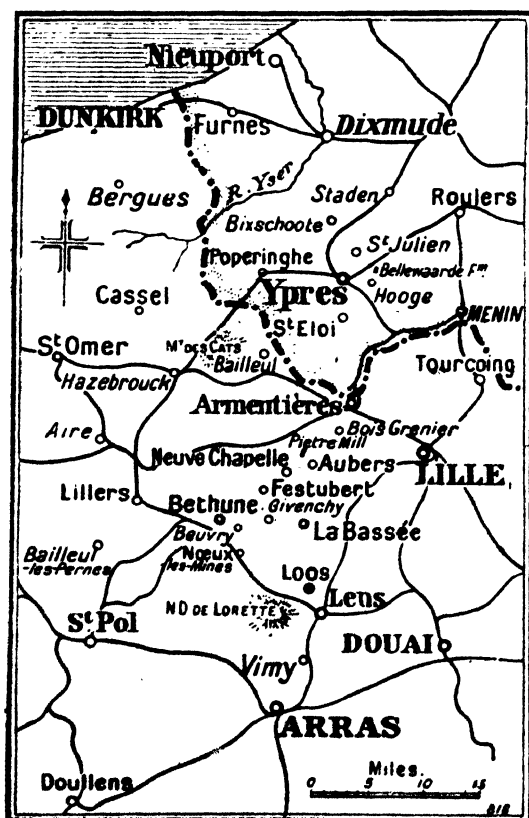 Nieuport
DUNKIRK
Furnes
Dixmude
R. Yser
Bergues
Staden
Roulers
Bixschoote
St Julien
Poperinghe
Bellewaarde Fm
Ypres
Hooge
Cassel
MENIN
St Eloi
St Omer
Mt DES CATS
Bailleul
Tourcoing
Hazebrouck
Armentières
Aire
Bois Grenier
Pietre Mill
Neuve Chapelle
Aubers
LILLE
Lillers
Festubert
Bethune
Givenchy
La Bassée
Beuvry
Bailleul
-les-Pernes
Nœux
-les-Mines
Loos
N D DE LORETTE
Lens
St Pol
DOUAI
Vimy
ARRAS
Doullens
Miles.
0 5 10 15